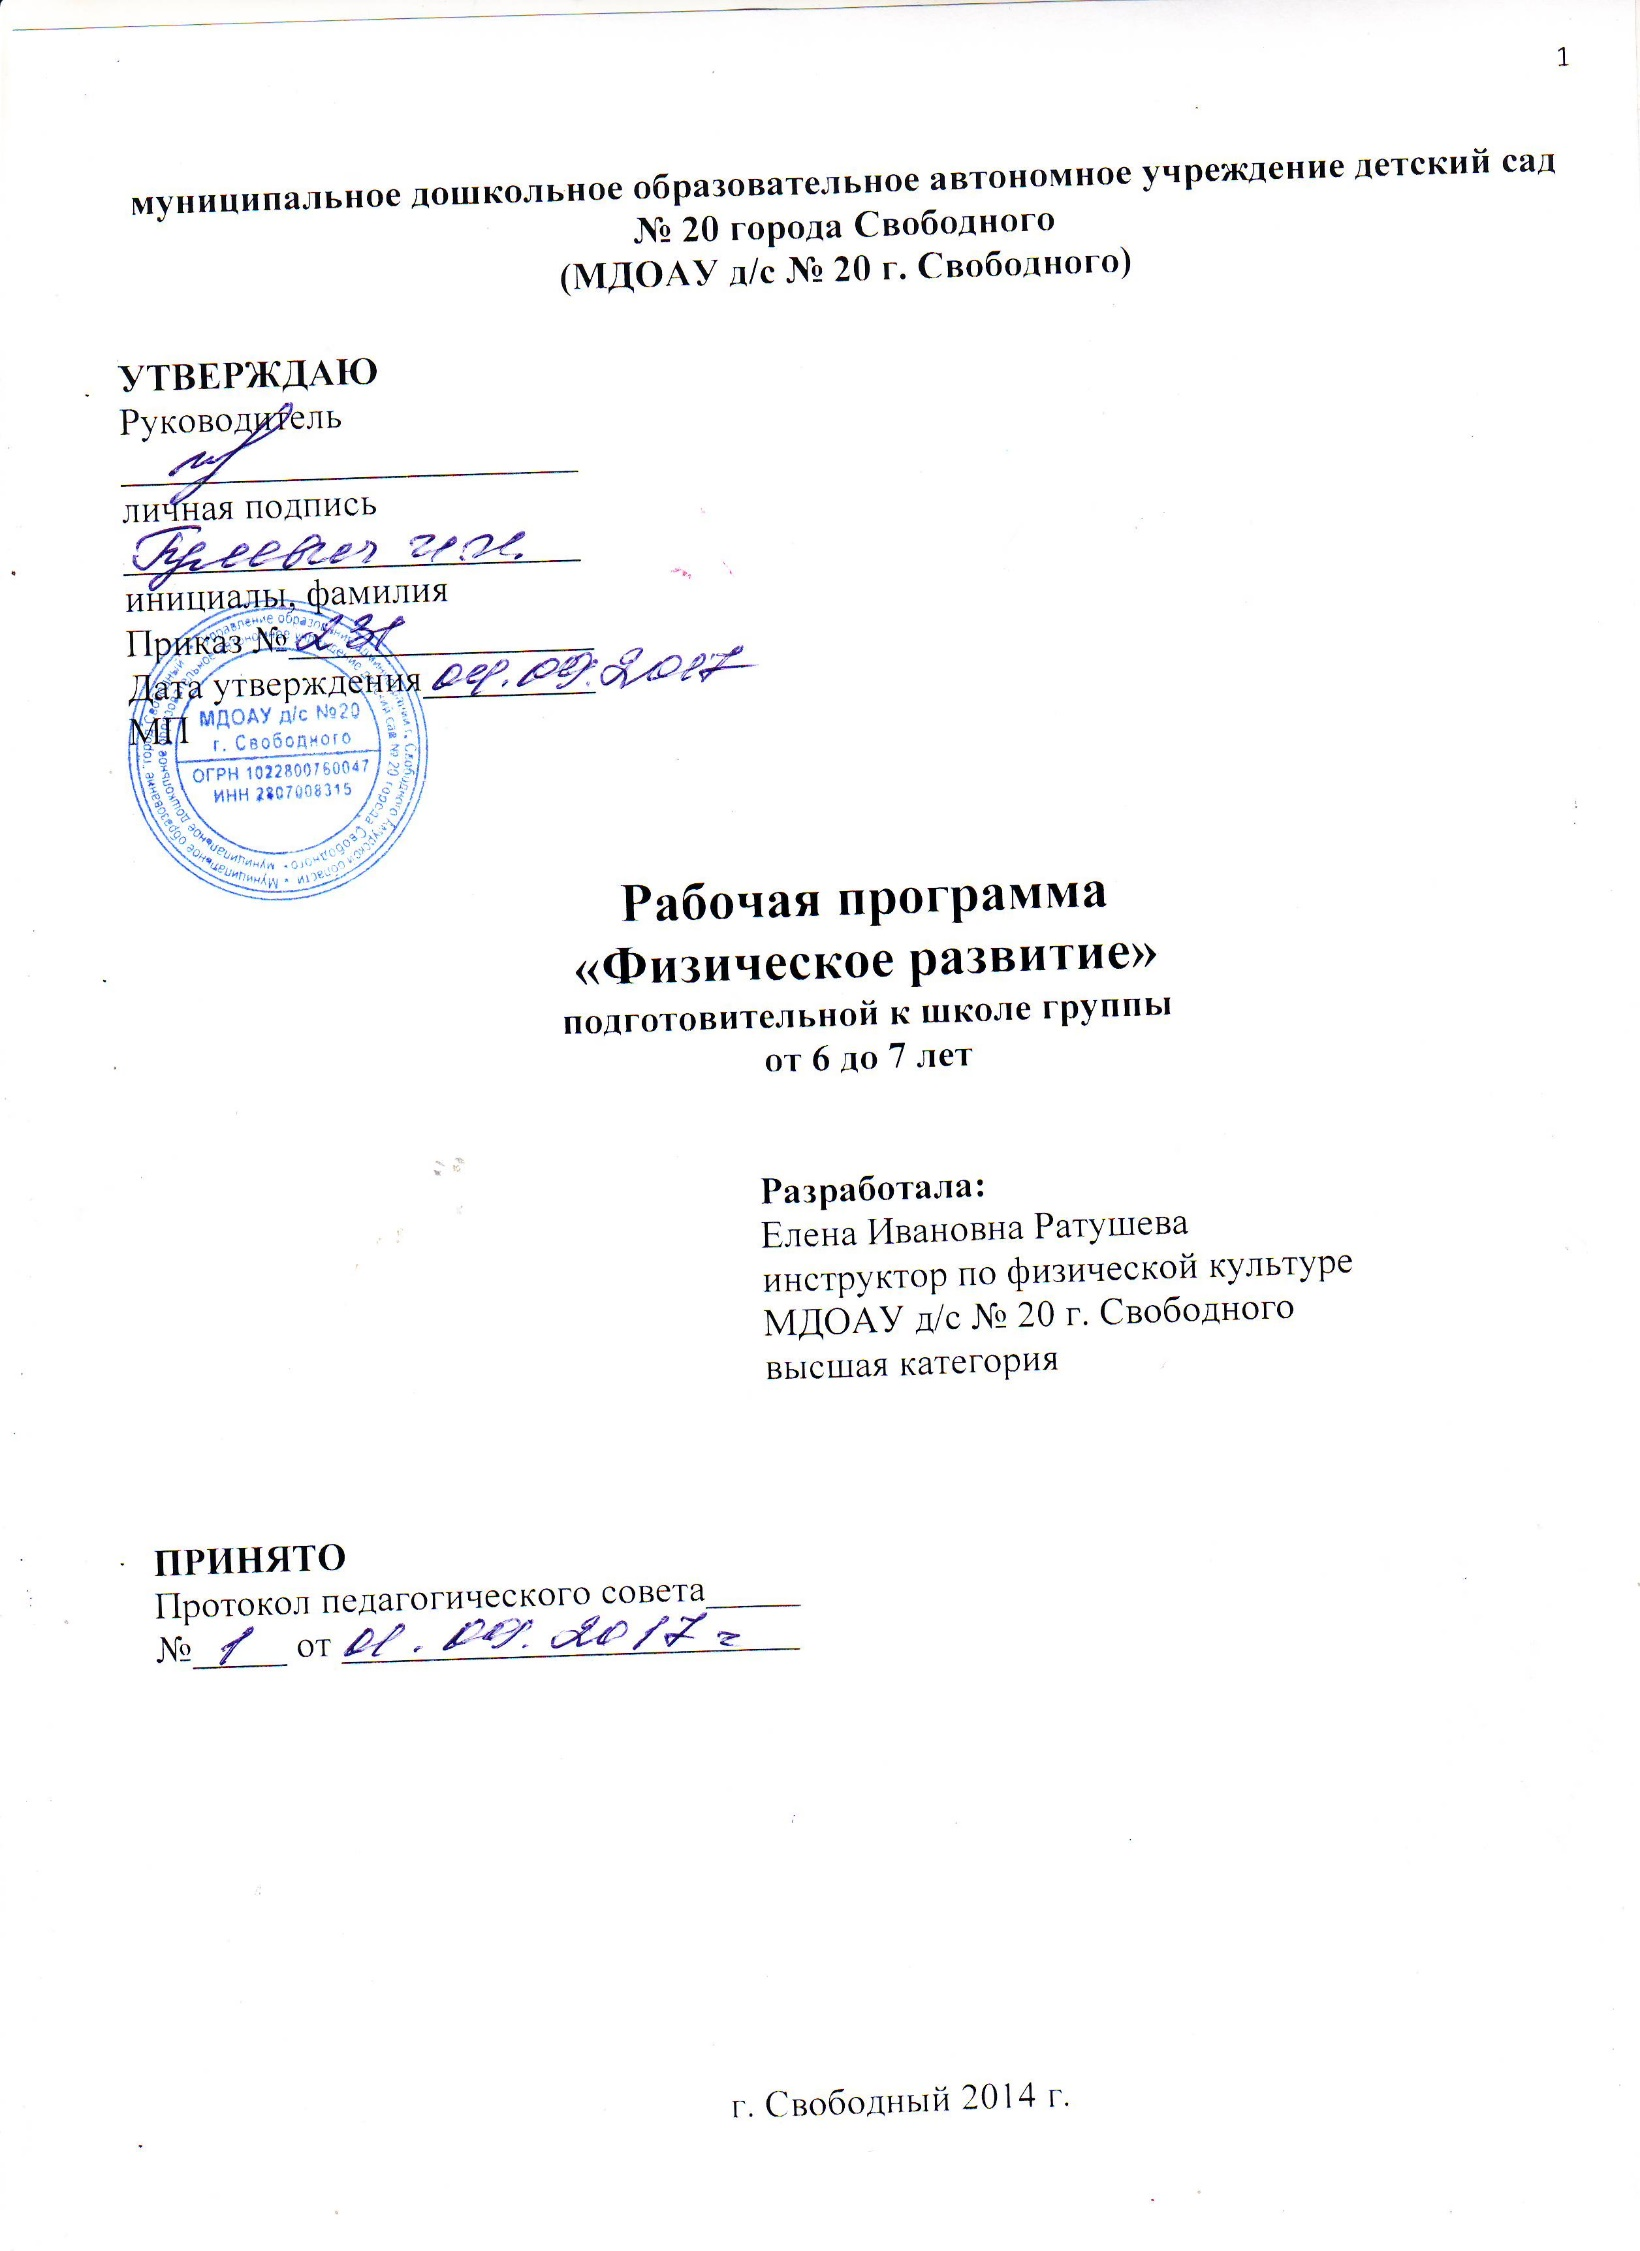 1
муниципальное дошкольное образовательное автономное учреждение детский сад
№ 20 города Свободного
(МДОАУ д/с № 20 г. Свободного)
УТВЕРЖДАЮ
Руководитель
личная подпись
инициалы, фамилия
Приказ № 231
Дата утверждения 04.09.2017
МП
МДОАУ д/с №20
г. Свободного
ОГРН 1022800760047
ИНН 2807008315
Рабочая программа
«Физическое развитие»
подготовительной к школе группы
от 6 до 7 лет
Разработала:
Елена Ивановна Ратушева
инструктор по физической культуре
МДОАУ д/с № 20 г. Свободного
высшая категория
ПРИНЯТО
Протокол педагогического совета______
№ 1 от 01.09.2017 г
г. Свободный 2014 г.